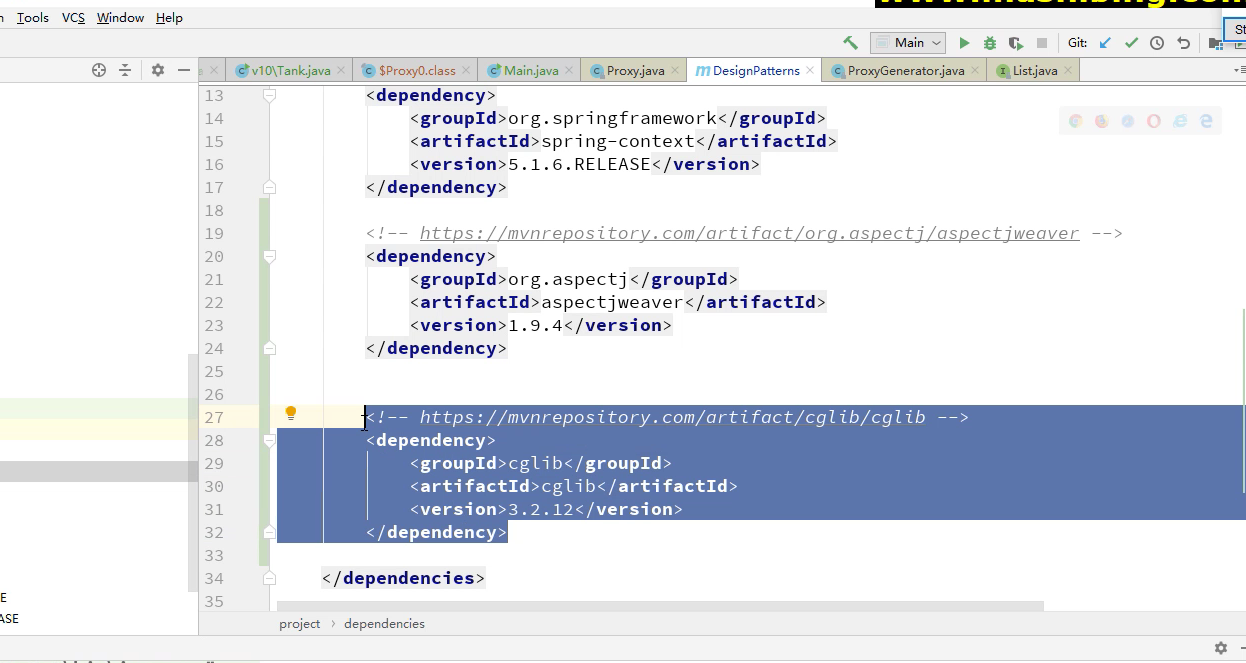 Tools VCS Window Help
Main Git: St
v10\Tank.java $Proxy0.class Main.java Proxy.java m DesignPatterns ProxyGenerator.java List.java
13 <dependency>
14 <groupId>org.springframework</groupId>
15 <artifactId>spring-context</artifactId>
16 <version>5.1.6.RELEASE</version>
17 </dependency>
18
19 <!-- https://mvnrepository.com/artifact/org.aspectj/aspectjweaver -->
20 <dependency>
21 <groupId>org.aspectj</groupId>
22 <artifactId>aspectjweaver</artifactId>
23 <version>1.9.4</version>
24 </dependency>
25
26
27 <!-- https://mvnrepository.com/artifact/cglib/cglib -->
28 <dependency>
29 <groupId>cglib</groupId>
30 <artifactId>cglib</artifactId>
31 <version>3.2.12</version>
32 </dependency>
33
34 </dependencies>
35
E
ASE
project › dependencies